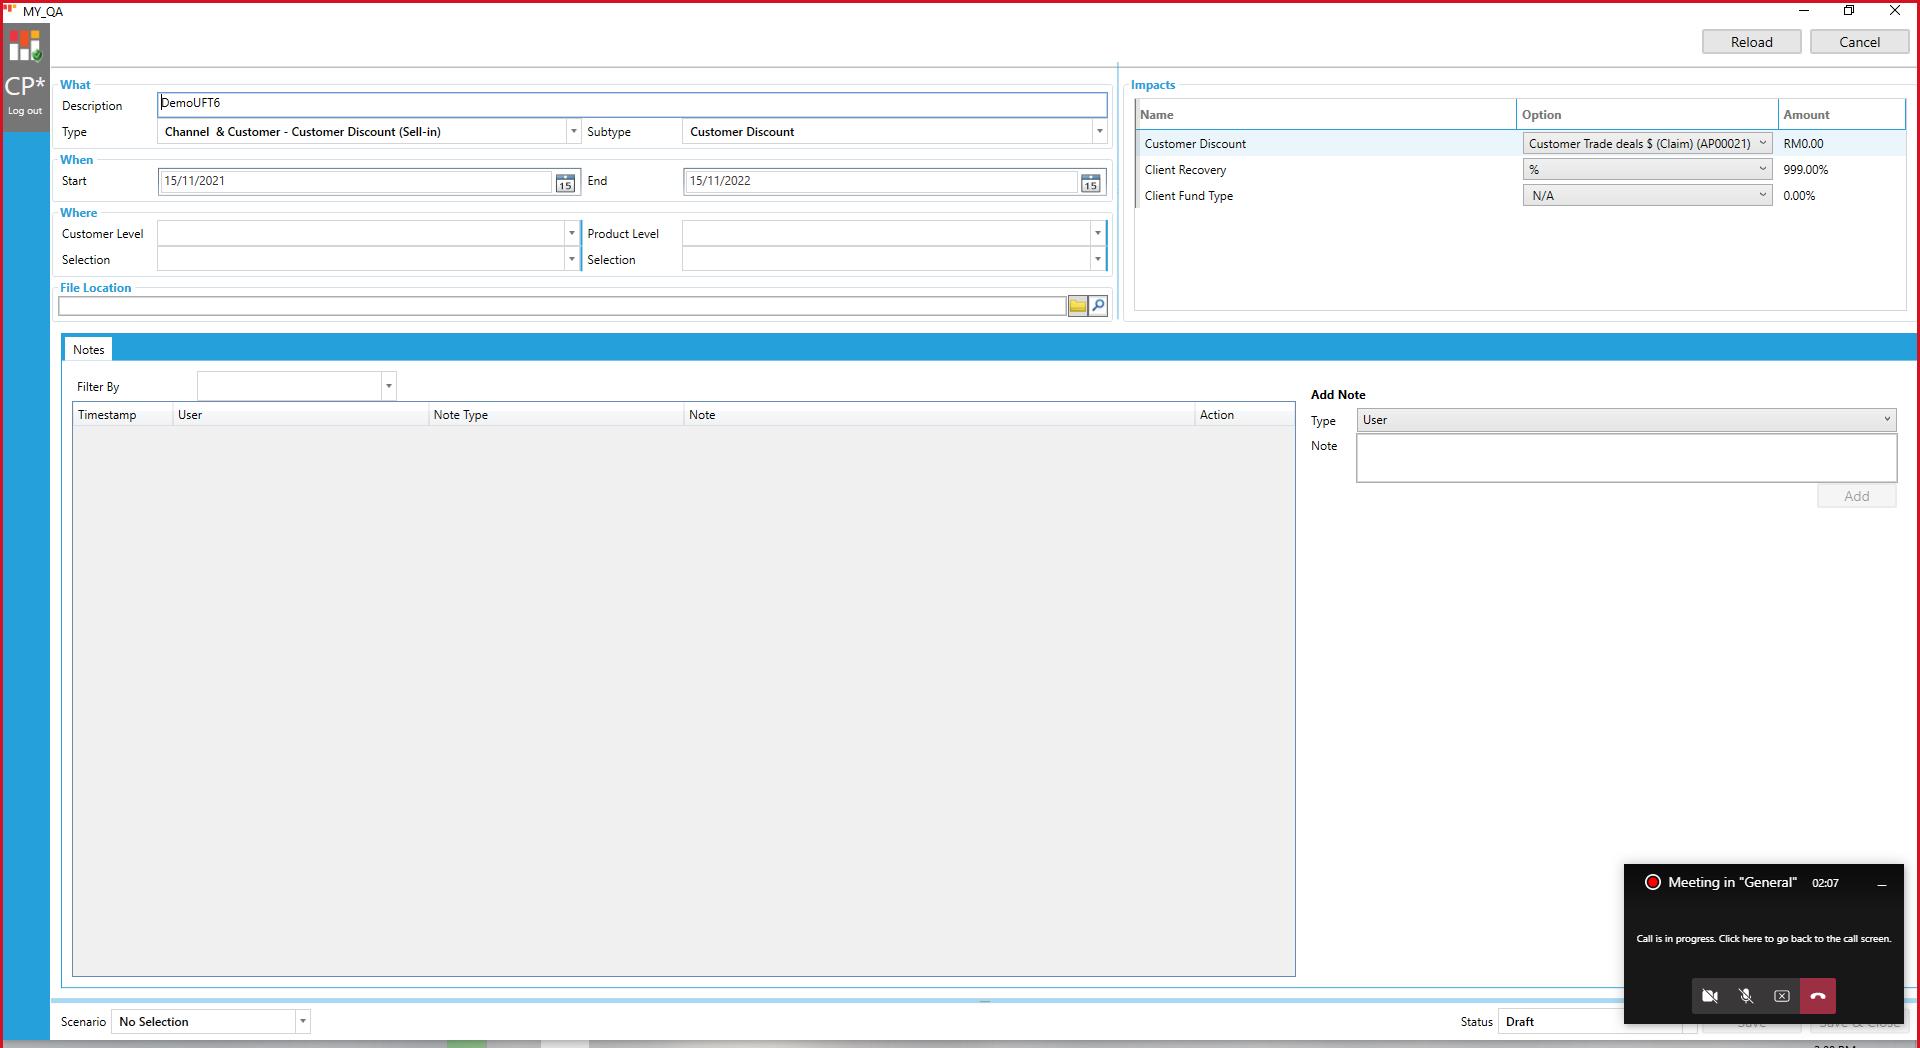 MY_QA
CP*
Log out
Reload
Cancel
What
Description
DemoUFT6
Type
Channel & Customer - Customer Discount (Sell-in)
Subtype
Customer Discount
When
Start
15/11/2021
15
End
15/11/2022
15
Where
Customer Level
Product Level
Selection
Selection
File Location
Impacts
Name Option Amount
Customer Discount Customer Trade deals $ (Claim) (AP00021) RM0.00
Client Recovery % 999.00%
Client Fund Type N/A 0.00%
Notes
Filter By
Timestamp User Note Type Note Action
Add Note
Type User
Note
Add
Meeting in "General" 02:07
Call is in progress. Click here to go back to the call screen.
Scenario No Selection
Status Draft
Save
Save & Close